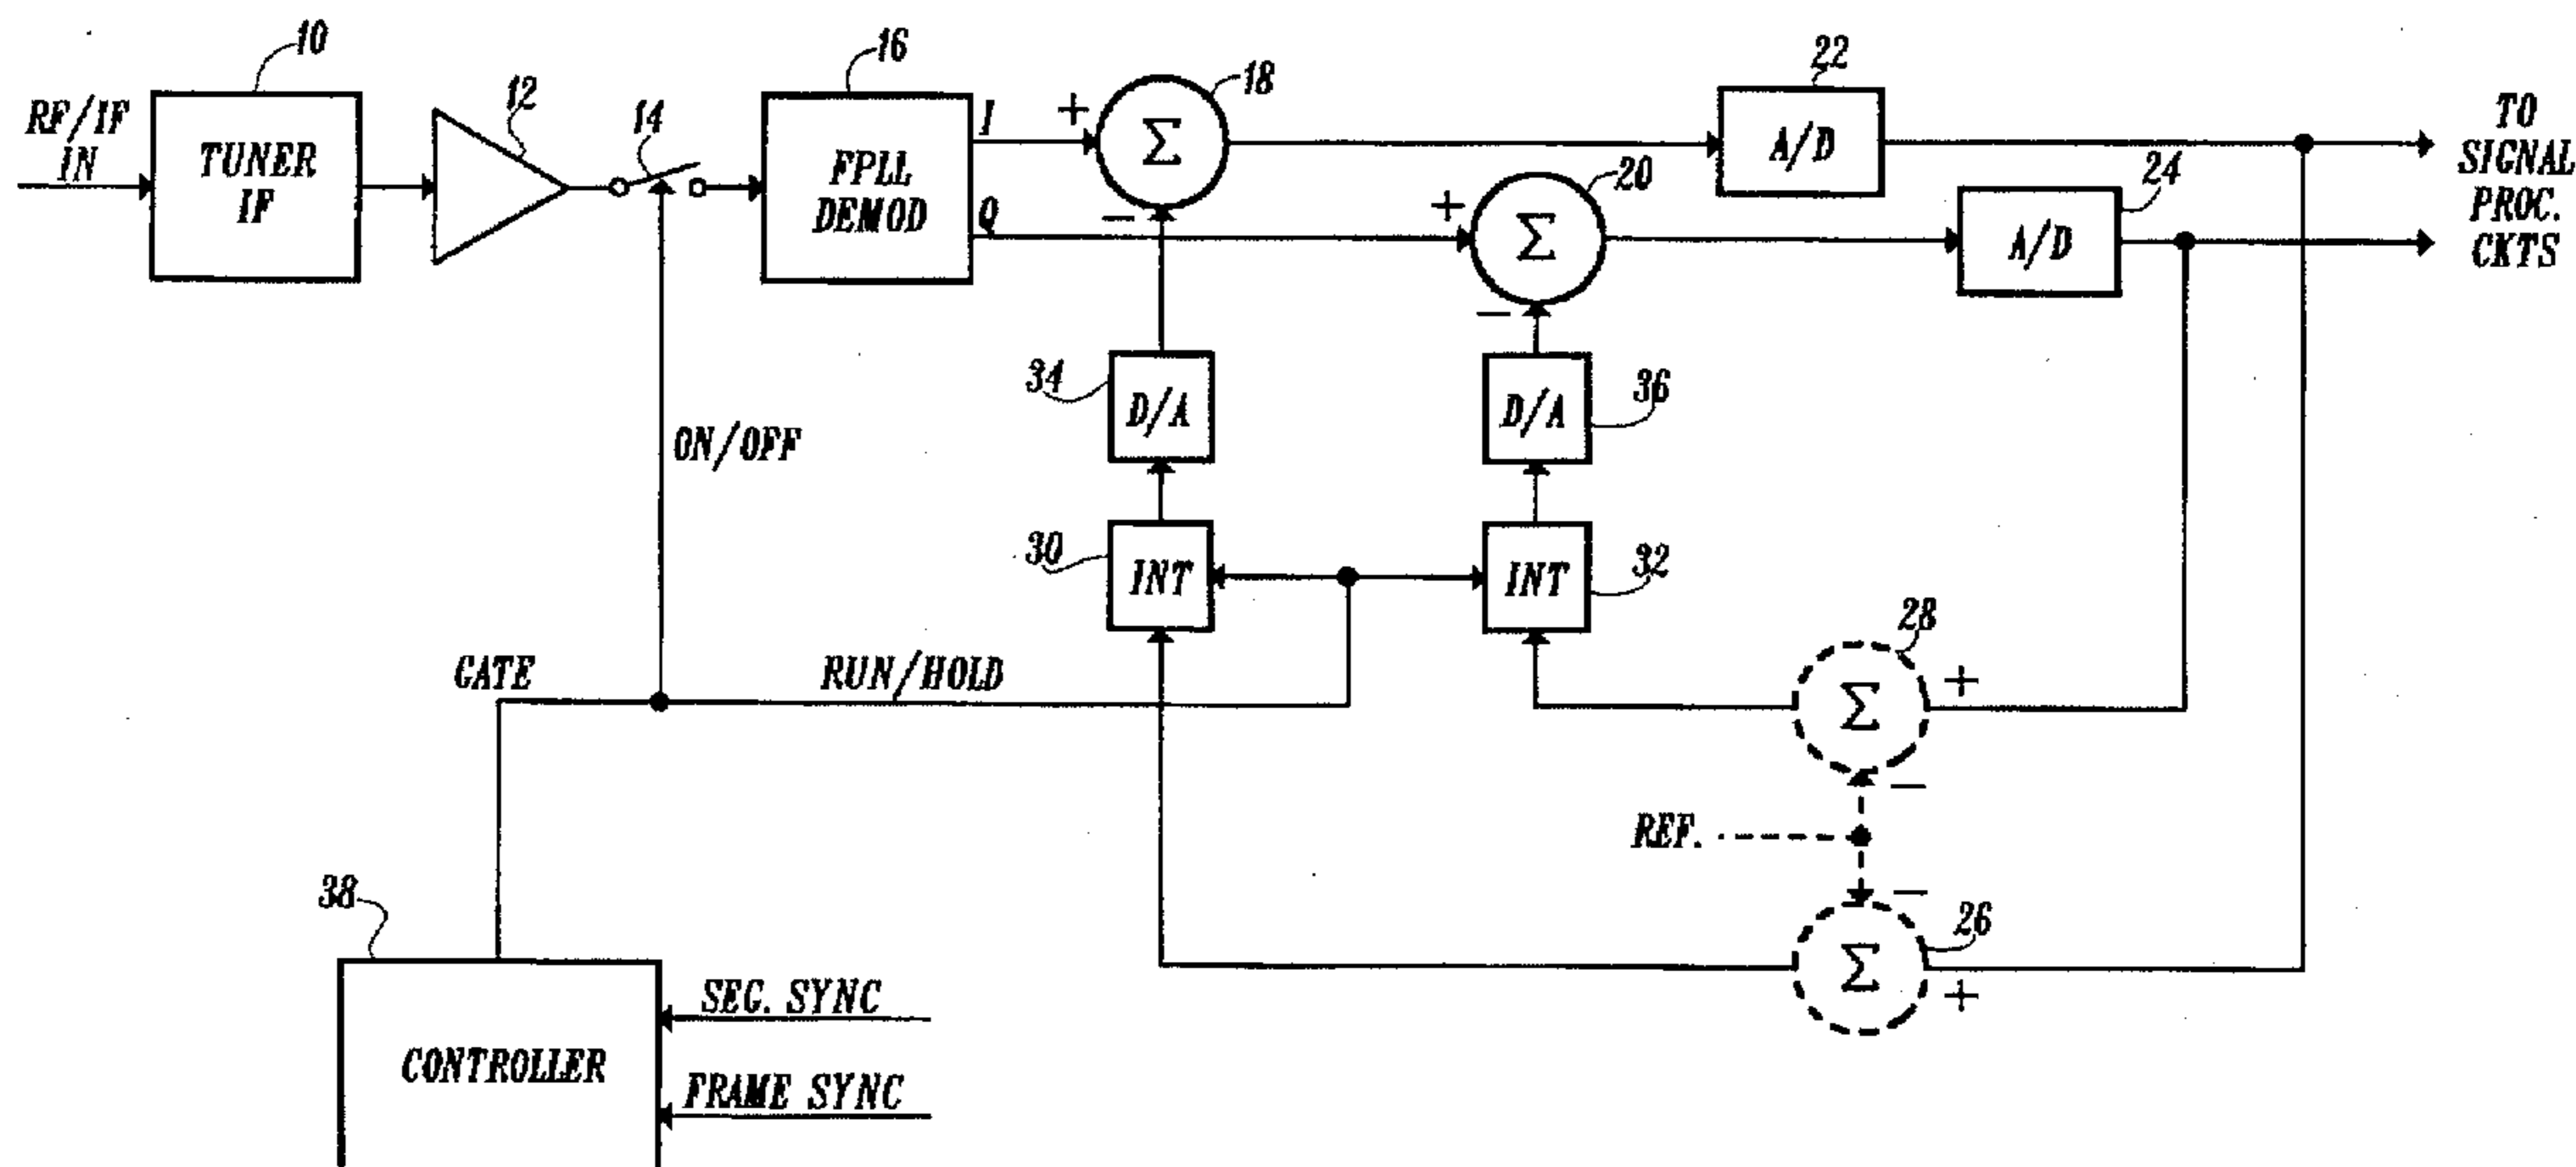 10
12
14
16
18
20
22
24
RF/IF
IN
TUNER
IF
FPLL
DEMOD
I
Q
+
Σ
−
+
Σ
−
A/D
A/D
TO
SIGNAL
PROC.
CKTS
34
D/A
D/A
36
ON/OFF
30
INT
INT
32
GATE
RUN/HOLD
28
Σ
+
−
REF.
−
26
Σ
+
38
CONTROLLER
SEG. SYNC
FRAME SYNC